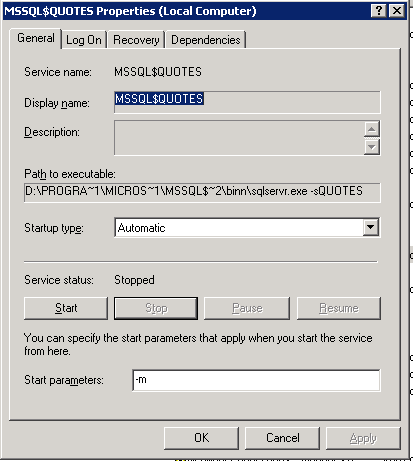 MSSQL$QUOTES Properties (Local Computer)
General Log On Recovery Dependencies
Service name: MSSQL$QUOTES
Display name: MSSQL$QUOTES
Description:
Path to executable:
D:\PROGRA~1\MICROS~1\MSSQL$~2\binn\sqlservr.exe -sQUOTES
Startup type: Automatic
Service status: Stopped
Start Stop Pause Resume
You can specify the start parameters that apply when you start the service
from here.
Start parameters: -m
OK Cancel Apply